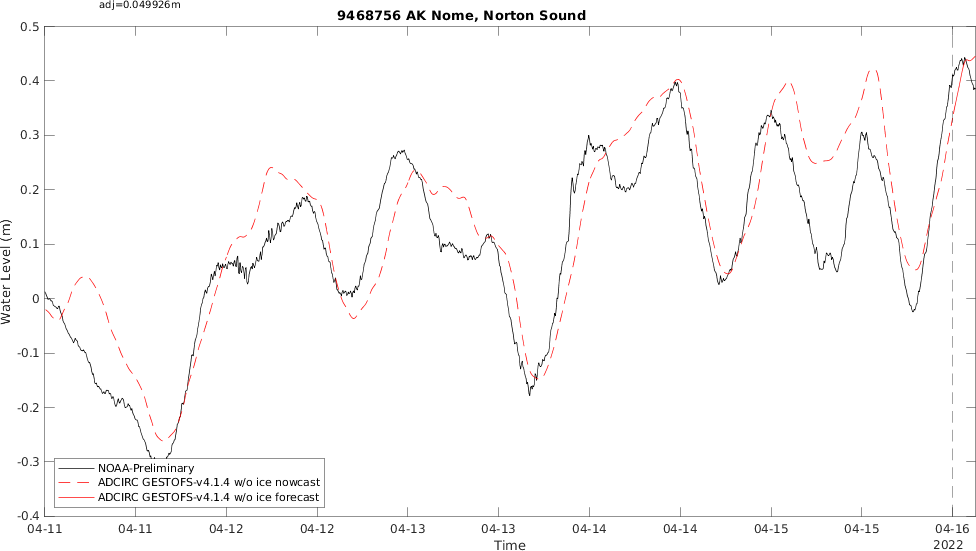 adj=0.049926m
9468756 AK Nome, Norton Sound
0.5
0.4
0.3
0.2
0.1
0
-0.1
-0.2
-0.3
-0.4
Water Level (m)
NOAA-Preliminary
ADCIRC GESTOFS-v4.1.4 w/o ice nowcast
ADCIRC GESTOFS-v4.1.4 w/o ice forecast
04-11 04-11 04-12 04-12 04-13 04-13 04-14 04-14 04-15 04-15 04-16
Time
2022